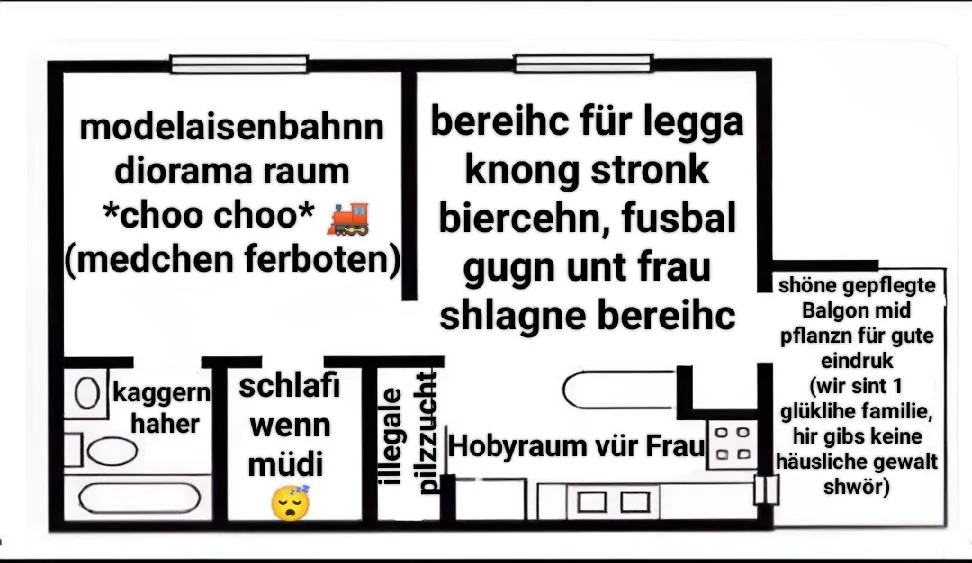 modelaisenbahnn
diorama raum
*choo choo* 🚂
(medchen ferboten)
bereihc für legga
knong stronk
biercehn, fusbal
gugn unt frau
shlagne bereihc
shöne gepflegte
Balgon mid
pflanzn für gute
eindruk
(wir sint 1
glüklihe familie,
hir gibs keine
häusliche gewalt
shwör)
kaggern
haher
schlafi
wenn
müdi
😴
illegale
pilzzucht
Hobyraum vür Frau